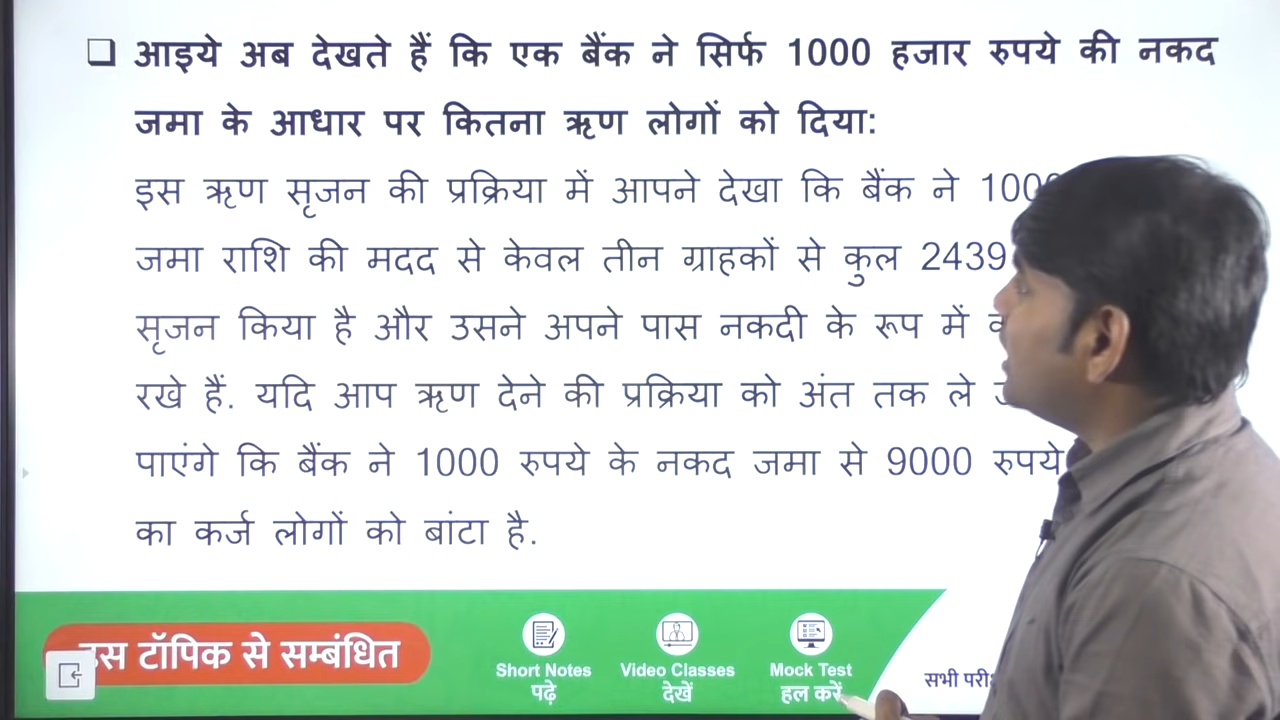 ❑ आइये अब देखते हैं कि एक बैंक ने सिर्फ 1000 हजार रुपये की नकद
जमा के आधार पर कितना ऋण लोगों को दिया:
इस ऋण सृजन की प्रक्रिया में आपने देखा कि बैंक ने
जमा राशि की मदद से केवल तीन ग्राहकों से कुल 2439
सृजन किया है और उसने अपने पास नकदी के रूप में
रखे हैं. यदि आप ऋण देने की प्रक्रिया को अंत तक ले
पाएंगे कि बैंक ने 1000 रुपये के नकद जमा से 9000 रुपये
का कर्ज लोगों को बांटा है.
टॉपिक से सम्बंधित
Short Notes
पढ़े
Video Classes
देखें
Mock Test
हल करें
सभी